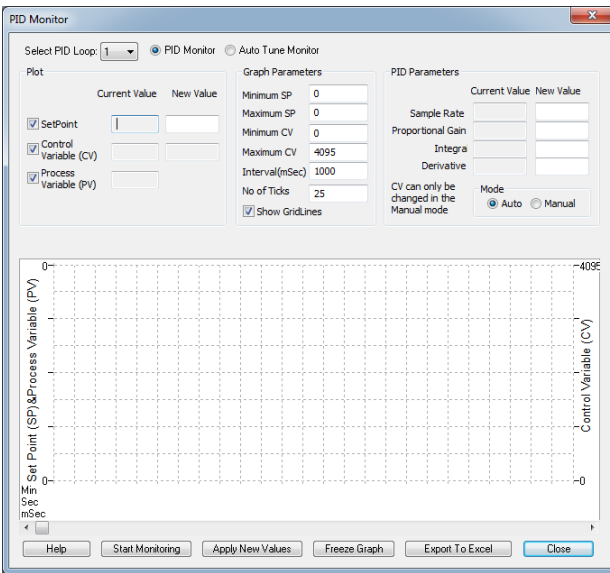 PID Monitor
Select PID Loop: 1 PID Monitor Auto Tune Monitor
Plot
Current Value New Value
SetPoint
Control Variable (CV)
Process Variable (PV)
Graph Parameters
Minimum SP 0
Maximum SP 0
Minimum CV 0
Maximum CV 4095
Interval(mSec) 1000
No of Ticks 25
Show GridLines
PID Parameters
Current Value New Value
Sample Rate
Proportional Gain
Integra
Derivative
CV can only be
changed in the
Manual mode
Mode
Auto Manual
0 4095
Set Point (SP)&Process Variable (PV)
Control Variable (CV)
0 0
Min
Sec
mSec
Help Start Monitoring Apply New Values Freeze Graph Export To Excel Close